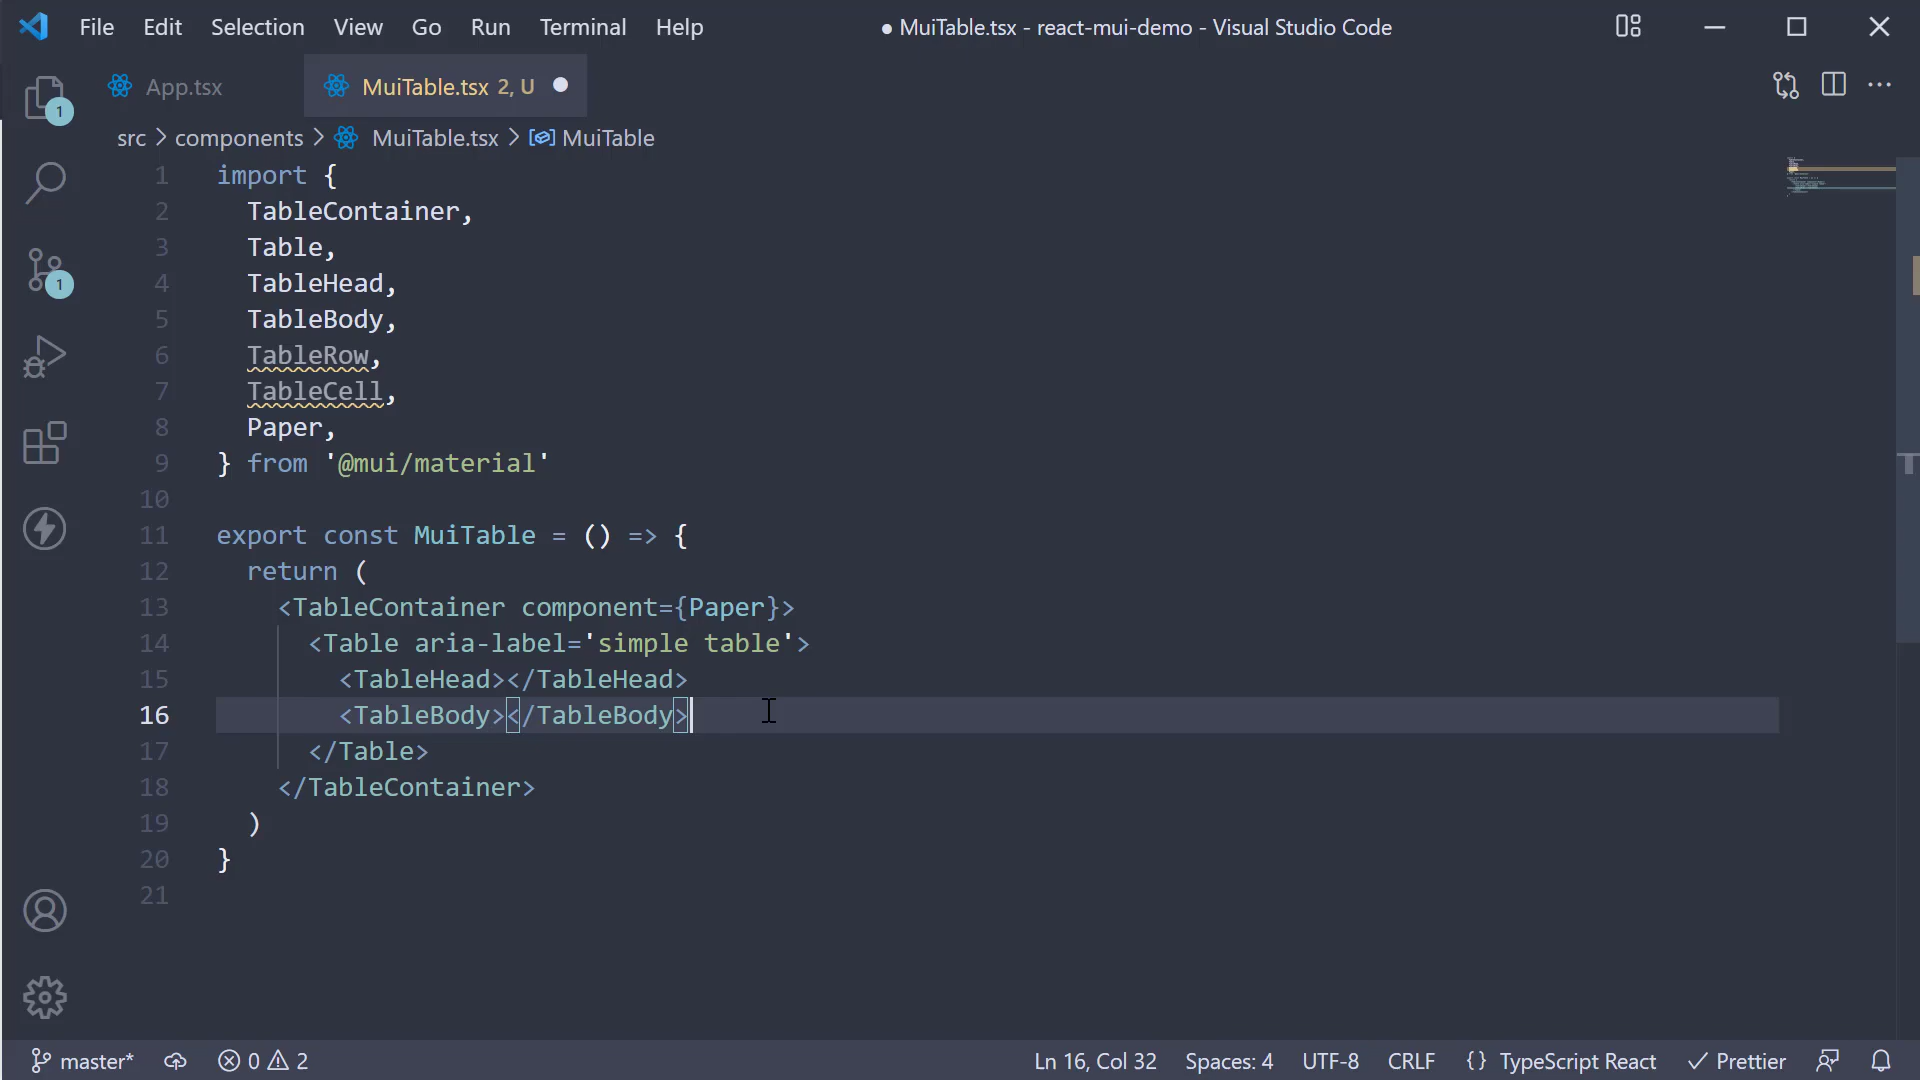 File Edit Selection View Go Run Terminal Help ● MuiTable.tsx - react-mui-demo - Visual Studio Code
App.tsx MuiTable.tsx 2, U
src > components > MuiTable.tsx > MuiTable
1
1
1 import {
2 TableContainer,
3 Table,
4 TableHead,
5 TableBody,
6 TableRow,
7 TableCell,
8 Paper,
9 } from '@mui/material'
10
11 export const MuiTable = () => {
12 return (
13 <TableContainer component={Paper}>
14 <Table aria-label='simple table'>
15 <TableHead></TableHead>
16 <TableBody></TableBody>
17 </Table>
18 </TableContainer>
19 )
20 }
21
master* 0 2 Ln 16, Col 32 Spaces: 4 UTF-8 CRLF {} TypeScript React ✓ Prettier